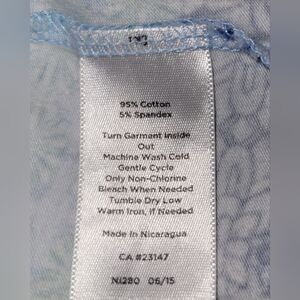 95% Cotton
5% Spandex
Turn Garment Inside
Out
Machine Wash Cold
Gentle Cycle
Only Non-Chlorine
Bleach When Needed
Tumble Dry Low
Warm Iron, If Needed
Made in Nicaragua
CA #23147
Ni280 06/15